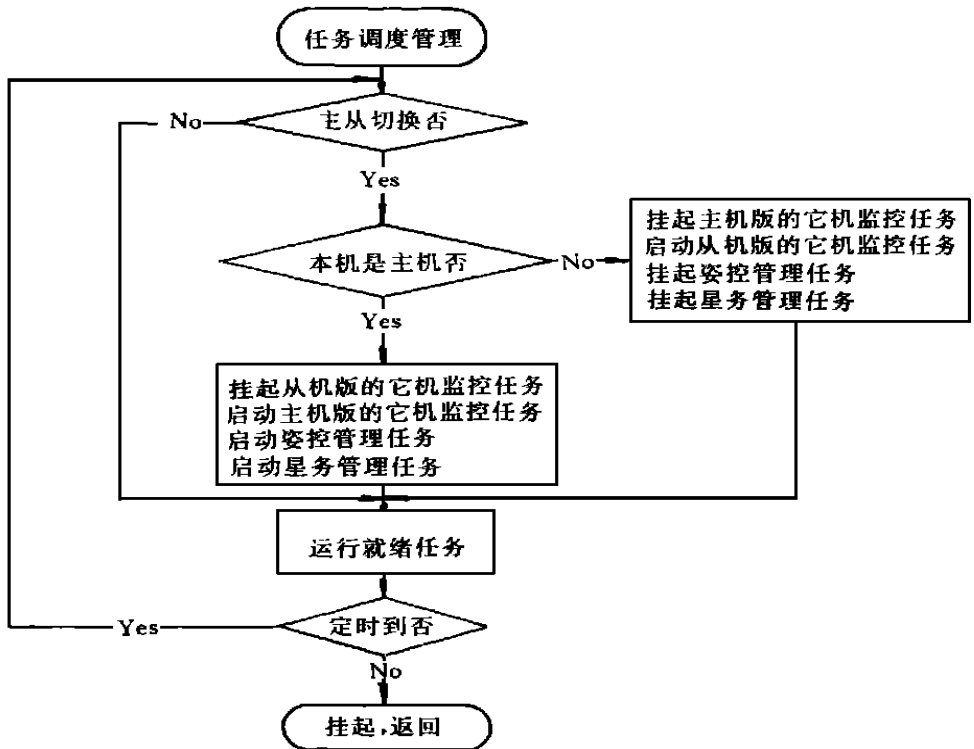 任务调度管理
主从切换否
No
Yes
本机是主机否
No
挂起主机版的它机监控任务
启动从机版的它机监控任务
挂起姿控管理任务
挂起星务管理任务
Yes
挂起从机版的它机监控任务
启动主机版的它机监控任务
启动姿控管理任务
启动星务管理任务
运行就绪任务
定时到否
Yes
No
挂起,返回